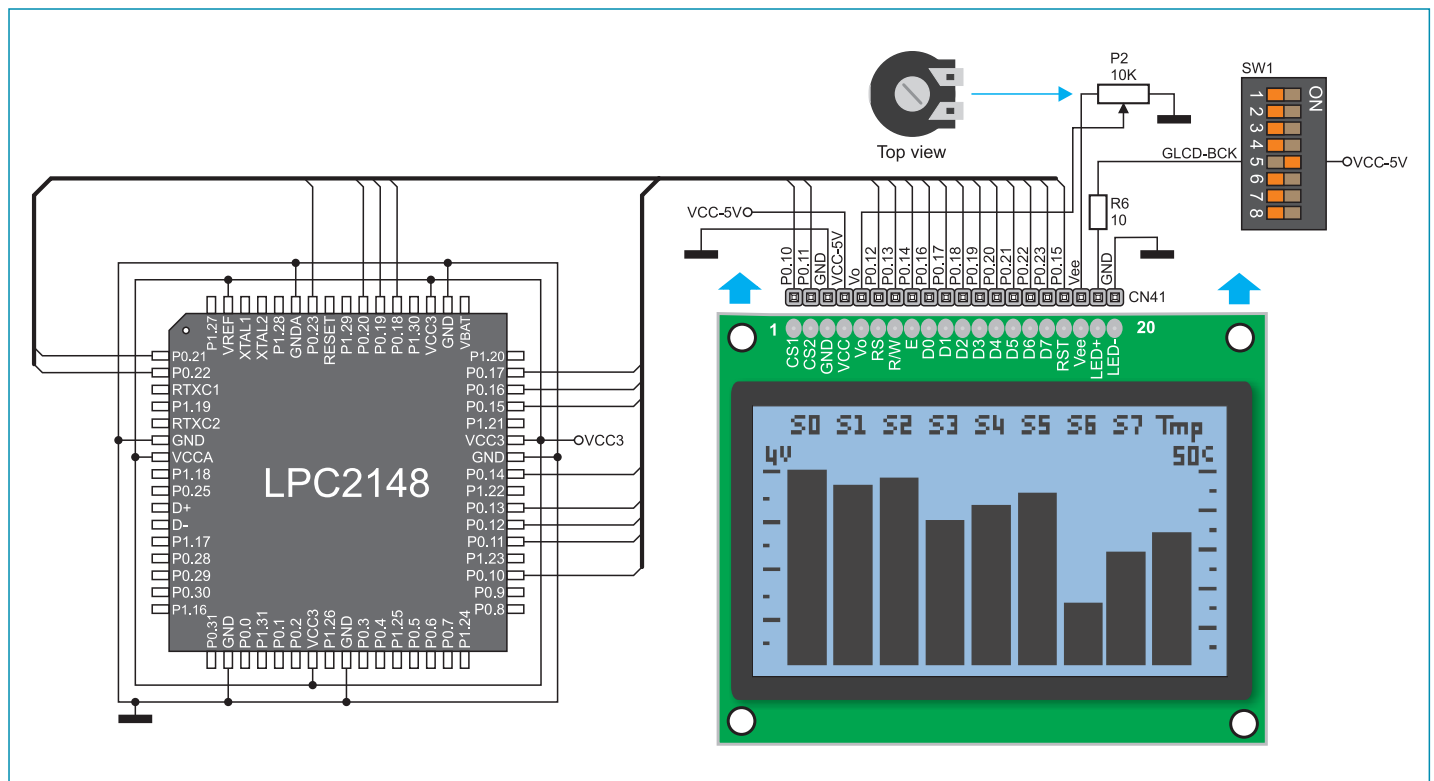 P2
10K
SW1
ON
1
2
3
4
5
6
7
8
Top view
GLCD-BCK
VCC-5V
R6
10
VCC-5V
P0.10
P0.11
GND
VCC-5V
Vo
P0.12
P0.13
P0.14
P0.16
P0.17
P0.18
P0.19
P0.20
P0.21
P0.22
P0.23
P0.15
Vee
GND
CN41
1
20
CS1
CS2
GND
VCC
Vo
RS
R/W
E
D0
D1
D2
D3
D4
D5
D6
D7
RST
Vee
LED+
LED-
S0 S1 S2 S3 S4 S5 S6 S7 Tmp
4V
50C
P1.27
VREF
XTAL1
XTAL2
P1.28
GNDA
P0.23
RESET
P1.29
P0.20
P0.19
P0.18
P1.30
VCC3
GND
VBAT
P0.21
P0.22
RTXC1
P1.19
RTXC2
GND
VCCA
P1.18
P0.25
D+
D-
P1.17
P0.28
P0.29
P0.30
P1.16
LPC2148
P1.20
P0.17
P0.16
P0.15
P1.21
VCC3
GND
P0.14
P1.22
P0.13
P0.12
P0.11
P1.23
P0.10
P0.9
P0.8
VCC3
P0.31
GND
P0.0
P1.31
P0.1
P0.2
VCC3
P1.26
GND
P0.3
P0.4
P1.25
P0.5
P0.6
P0.7
P1.24